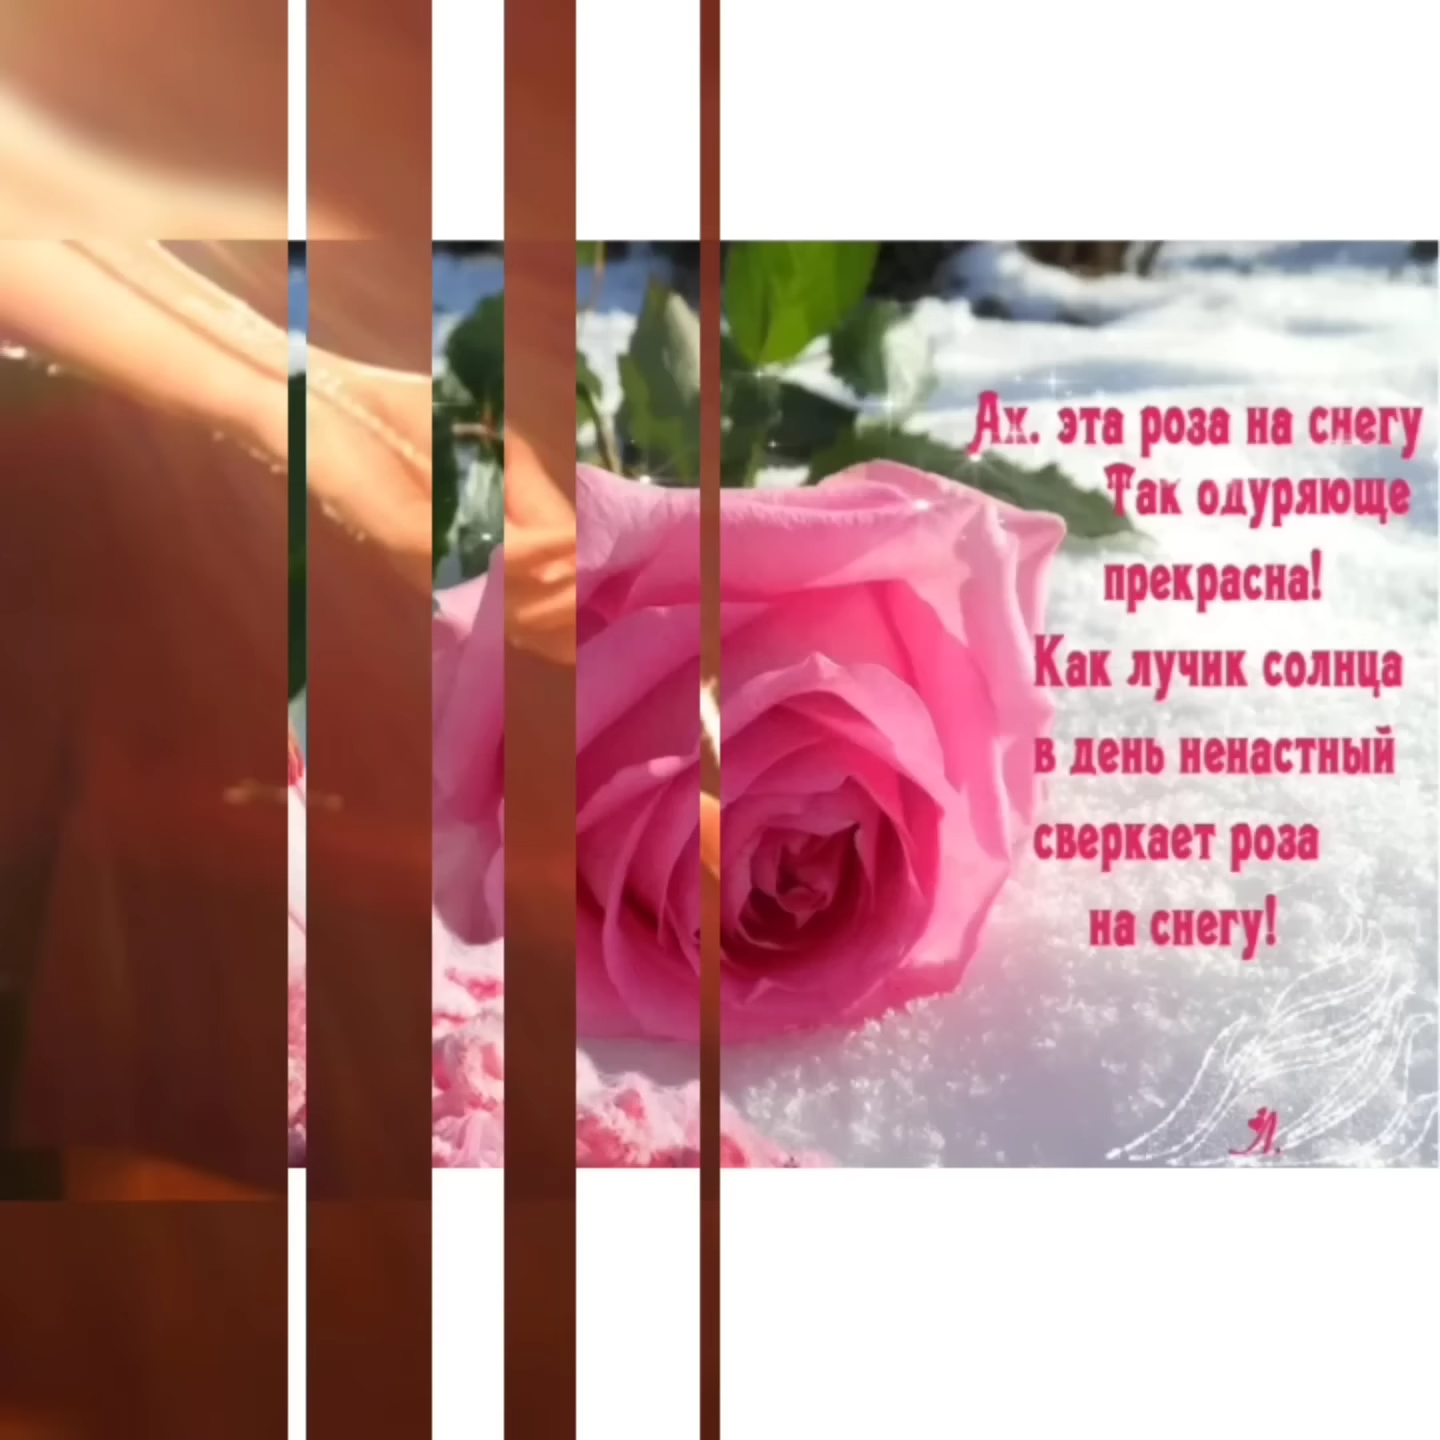 Ах. эта роза на снегу
Так одуряюще
прекрасна!
Как лучик солнца
в день ненастный
сверкает роза
на снегу!
Л.